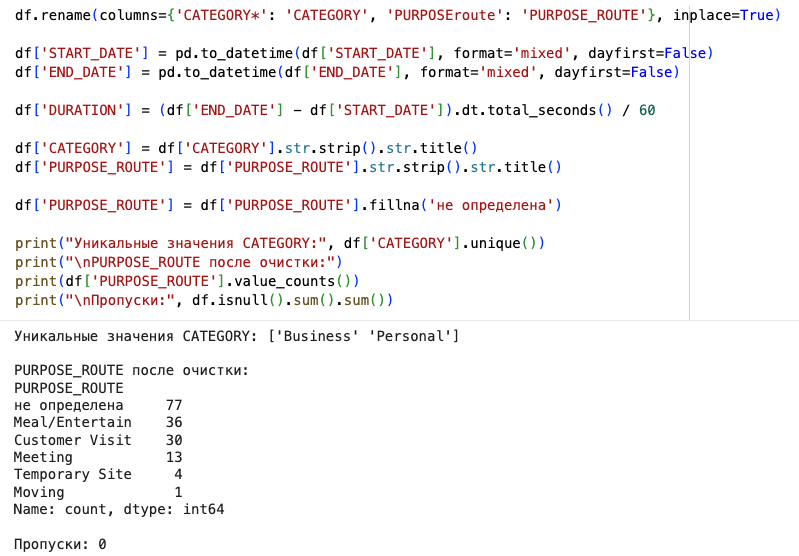 df.rename(columns={'CATEGORY*': 'CATEGORY', 'PURPOSEroute': 'PURPOSE_ROUTE'}, inplace=True)
df['START_DATE'] = pd.to_datetime(df['START_DATE'], format='mixed', dayfirst=False)
df['END_DATE'] = pd.to_datetime(df['END_DATE'], format='mixed', dayfirst=False)
df['DURATION'] = (df['END_DATE'] - df['START_DATE']).dt.total_seconds() / 60
df['CATEGORY'] = df['CATEGORY'].str.strip().str.title()
df['PURPOSE_ROUTE'] = df['PURPOSE_ROUTE'].str.strip().str.title()
df['PURPOSE_ROUTE'] = df['PURPOSE_ROUTE'].fillna('не определена')
print("Уникальные значения CATEGORY:", df['CATEGORY'].unique())
print("\nPURPOSE_ROUTE после очистки:")
print(df['PURPOSE_ROUTE'].value_counts())
print("\nПропуски:", df.isnull().sum().sum())
Уникальные значения CATEGORY: ['Business' 'Personal']
PURPOSE_ROUTE после очистки:
PURPOSE_ROUTE
не определена 77
Meal/Entertain 36
Customer Visit 30
Meeting 13
Temporary Site 4
Moving 1
Name: count, dtype: int64
Пропуски: 0